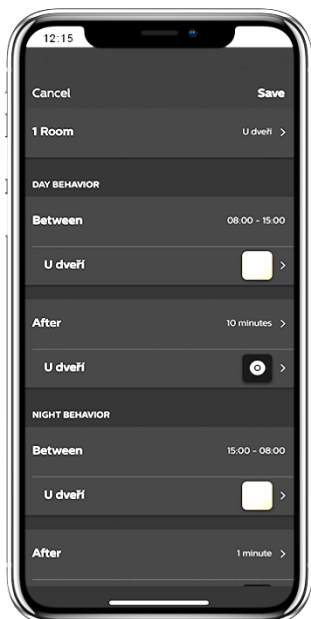 12:15
Cancel Save
1 Room U dveří
DAY BEHAVIOR
Between 08:00 - 15:00
U dveří
After 10 minutes
U dveří
NIGHT BEHAVIOR
Between 15:00 - 08:00
U dveří
After 1 minute